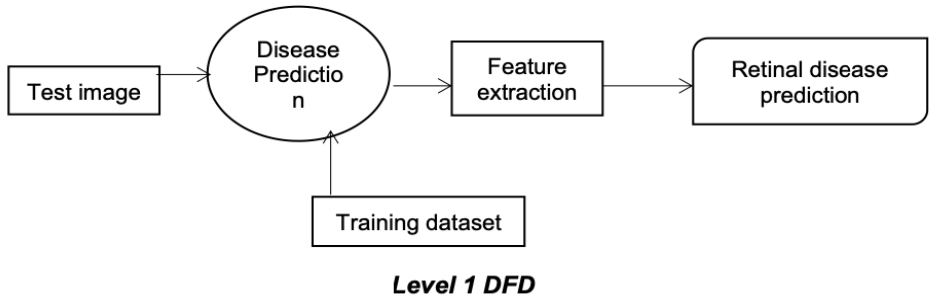 Disease
Predictio
n
Test image
Feature
extraction
Retinal disease
prediction
Training dataset
Level 1 DFD